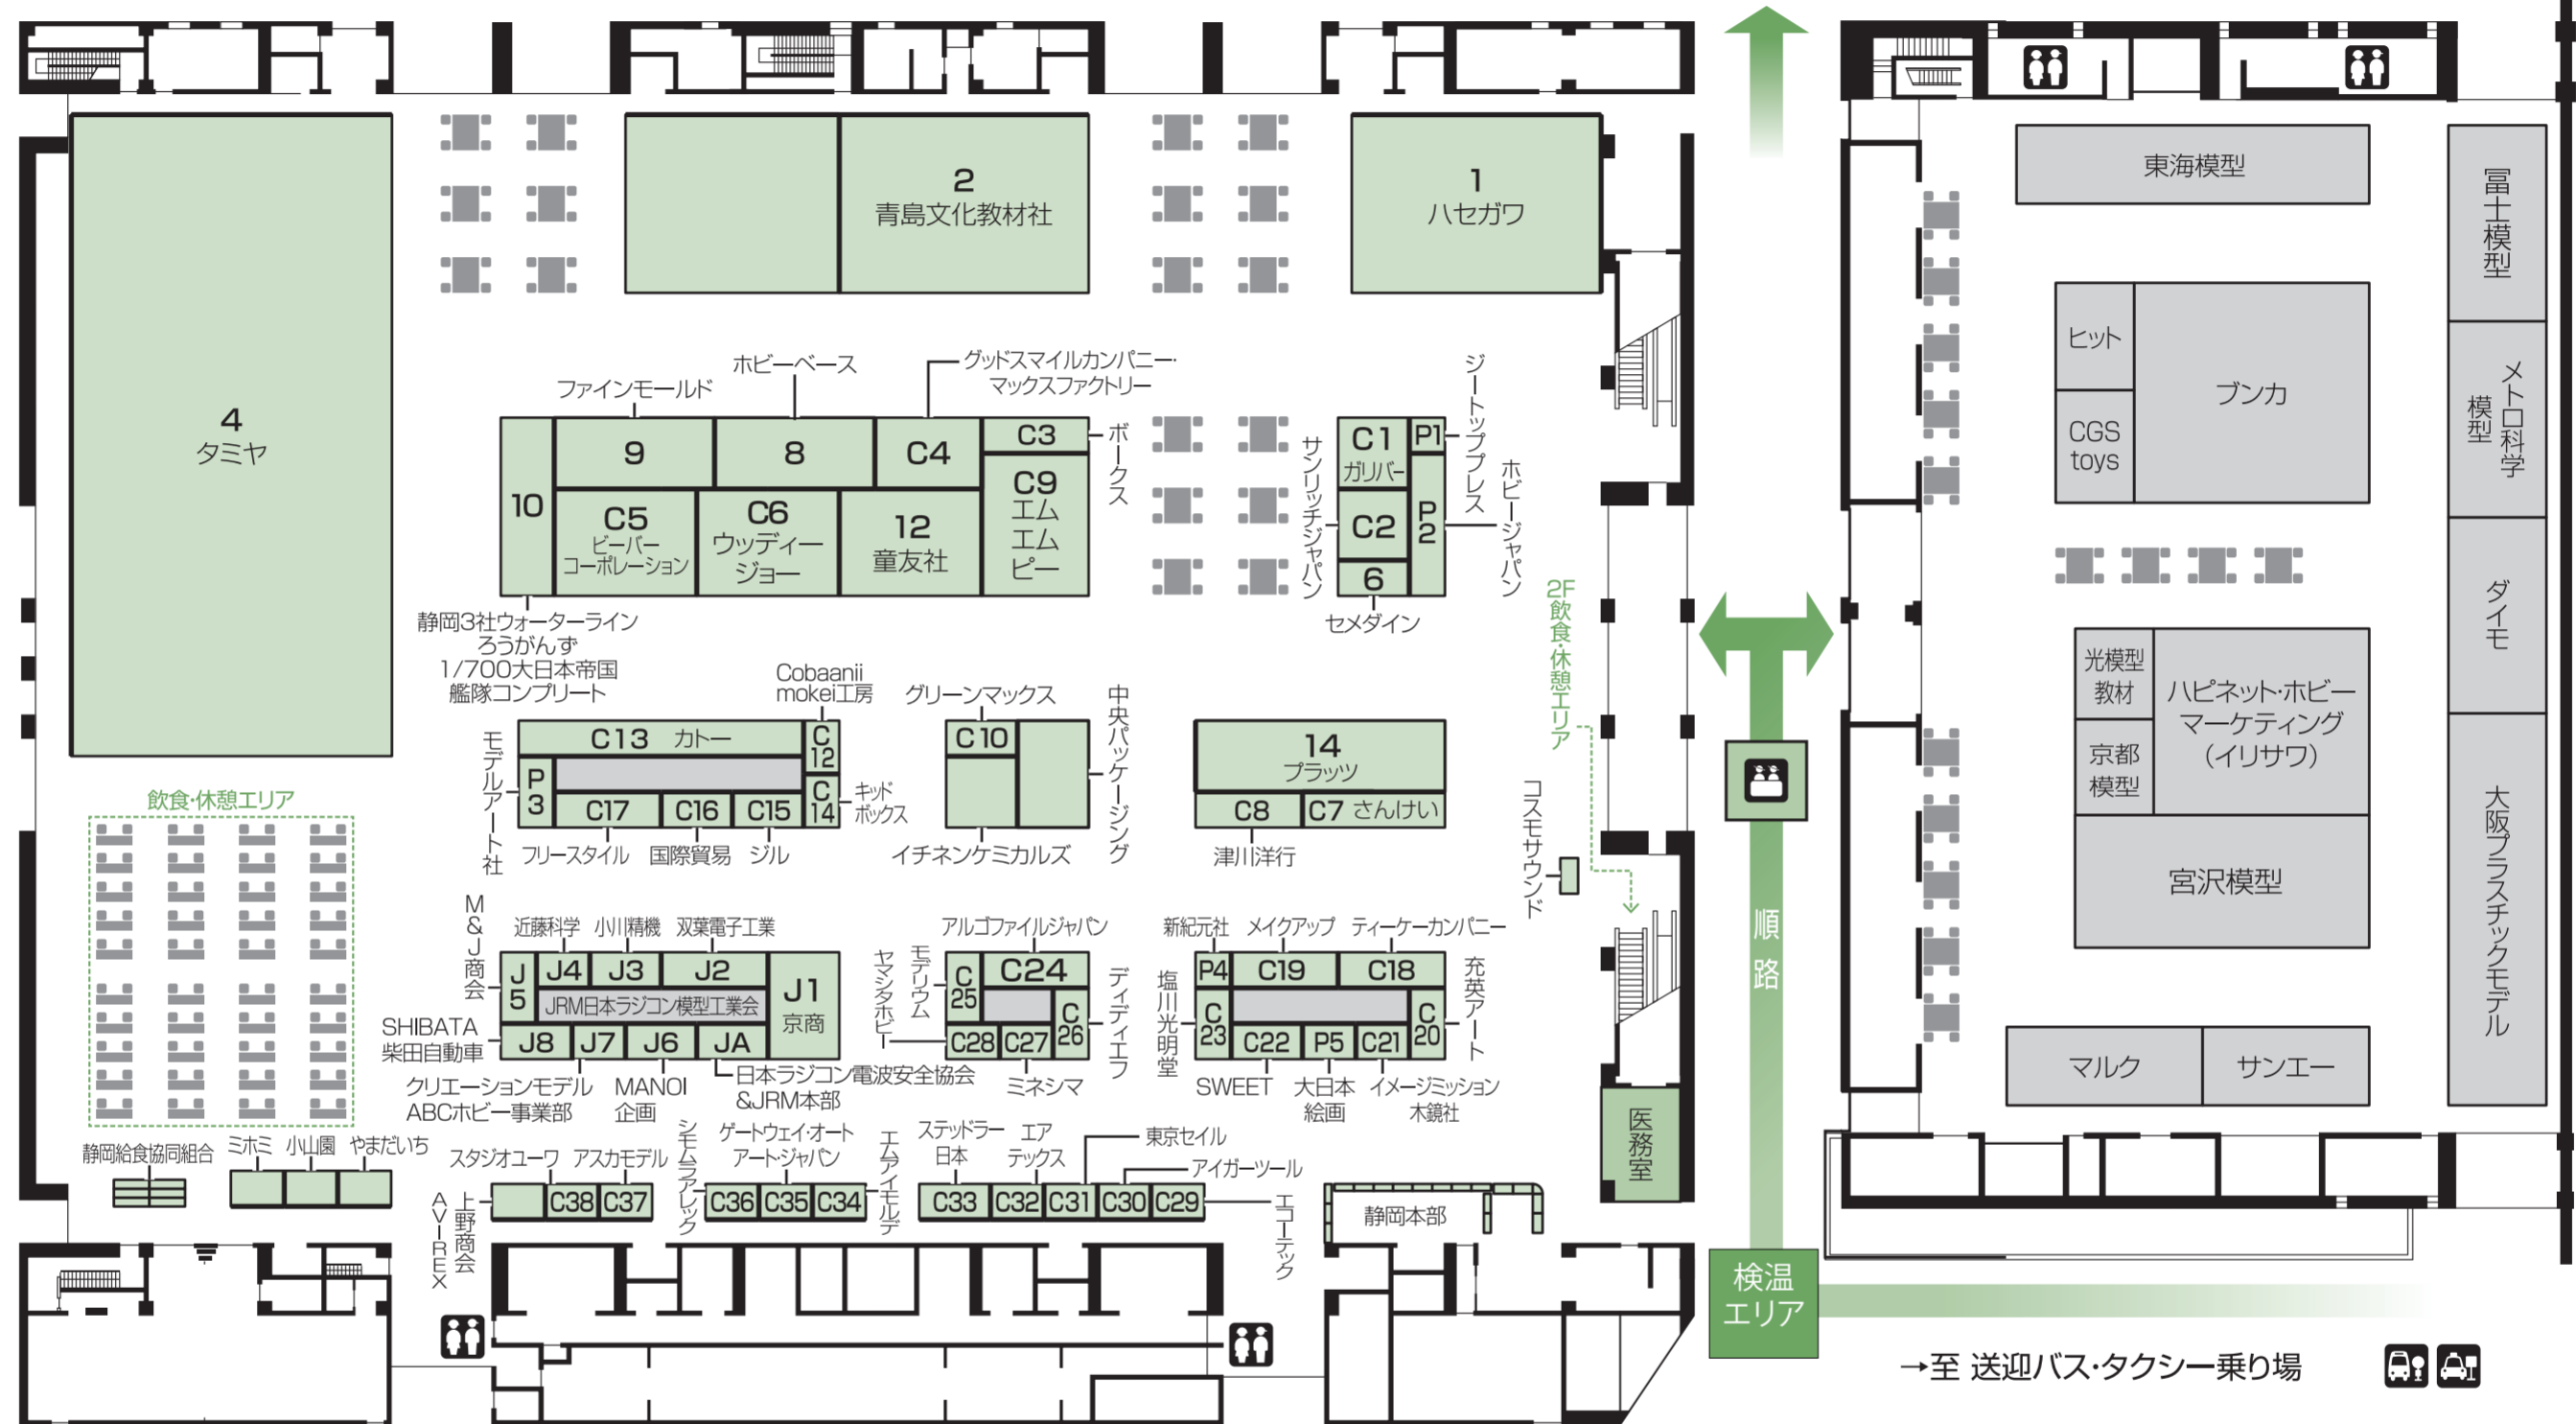 2
青島文化教材社
1
ハセガワ
4
タミヤ
ファインモールド
ホビーベース
グッドスマイルカンパニー・
マックスファクトリー
ボークス
10
9
8
C4
C3
C5
ビーバー
コーポレーション
C6
ウッディー
ジョー
12
童友社
C9
エム
エム
ピー
静岡3社ウォーターライン
ろうがんず
1/700大日本帝国
艦隊コンプリート
サンリッチジャパン
C1
ガリバー
P1
C2
P2
6
セメダイン
ジートップレス
ホビージャパン
2F飲食・休憩エリア
Cobaanii
mokei工房
モデルアート社
C13 カトー
C12
P3
C17
C16
C15
C14
キッド
ボックス
フリースタイル
国際貿易
ジル
グリーンマックス
C10
中央パッケージング
イチネンケミカルズ
14
プラッツ
C8
C7 さんけい
津川洋行
コスモサウンド
飲食・休憩エリア
M&J商会
近藤科学
小川精機
双葉電子工業
J5
J4
J3
J2
JRM日本ラジコン模型工業会
J1
京商
SHIBATA
柴田自動車
J8
J7
J6
JA
クリエーションモデル
ABCホビー事業部
MANOI
企画
日本ラジコン電波安全協会
&JRM本部
アルゴファイルジャパン
ヤマシタホビー
モデリウム
C25
C24
C28
C27
C26
ディディエフ
ミネシマ
新紀元社
メイクアップ
ティーケーカンパニー
塩川光明堂
P4
C19
C18
C23
C22
P5
C21
C20
充英アート
SWEET
大日本
絵画
イメージミッション
木鏡社
静岡給食協同組合
ミホミ
小山園
やまだいち
AVIREX
上野商会
スタジオユーワ
アスカモデル
C38
C37
シモムラアレック
ゲートウェイ・オート
アート・ジャパン
C36
C35
C34
エムアイモルデ
ステッドラー
日本
エア
テックス
東京セイル
アイガーツール
C33
C32
C31
C30
C29
エコーテック
静岡本部
医務室
順路
検温
エリア
東海模型
冨士模型
ヒット
ブンカ
CGS
toys
メトロ科学
模型
ダイモ
光模型
教材
ハピネット・ホビー
マーケティング
（イリサワ）
京都
模型
宮沢模型
大阪プラスチックモデル
マルク
サンエー
→至 送迎バス・タクシー乗り場